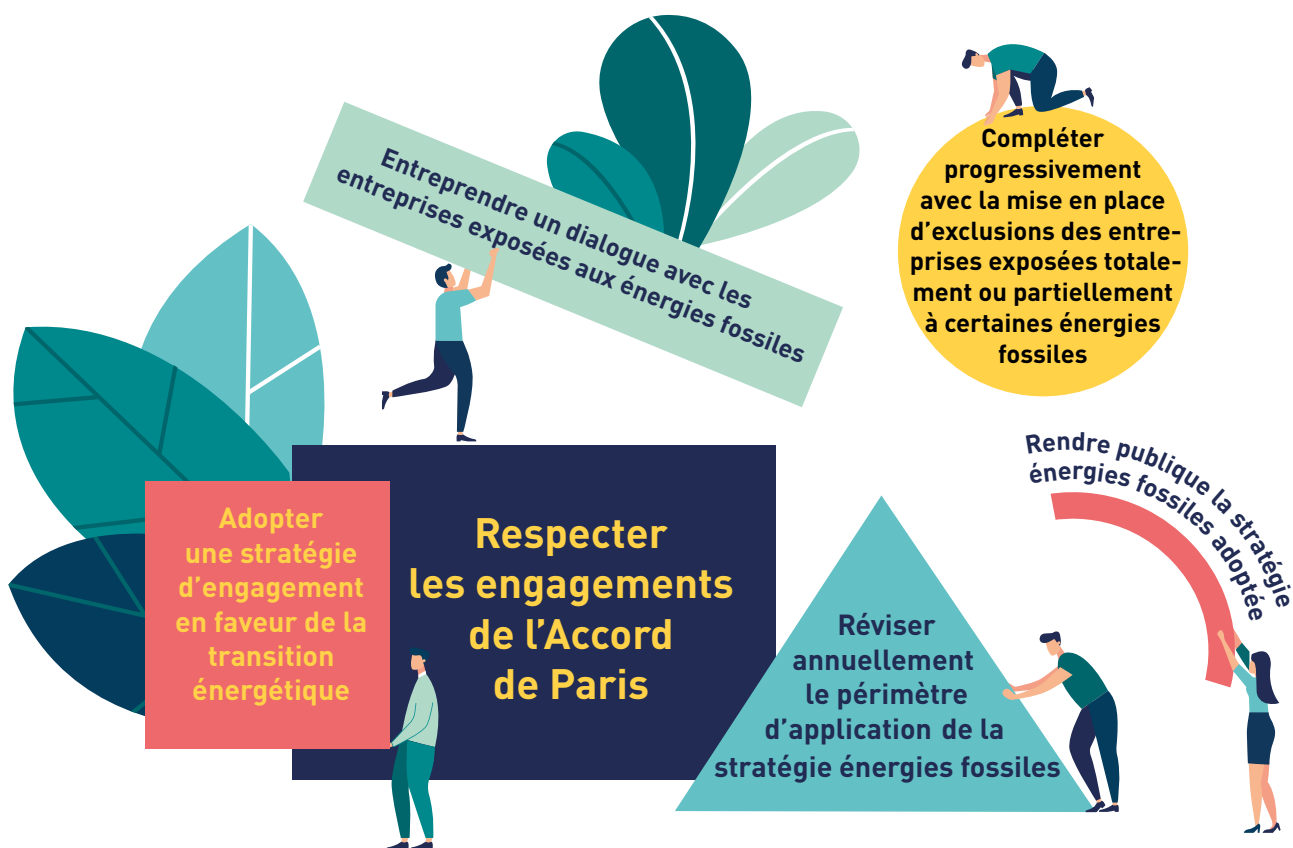 Entreprendre un dialogue avec les
entreprises exposées aux énergies fossiles
Compléter
progressivement
avec la mise en place
d’exclusions des entre-
prises exposées totale-
ment ou partiellement
à certaines énergies
fossiles
Adopter
une stratégie
d’engagement
en faveur de la
transition
énergétique
Respecter
les engagements
de l’Accord
de Paris
Réviser
annuellement
le périmètre
d’application de la
stratégie énergies fossiles
Rendre publique la stratégie
énergies fossiles adoptée